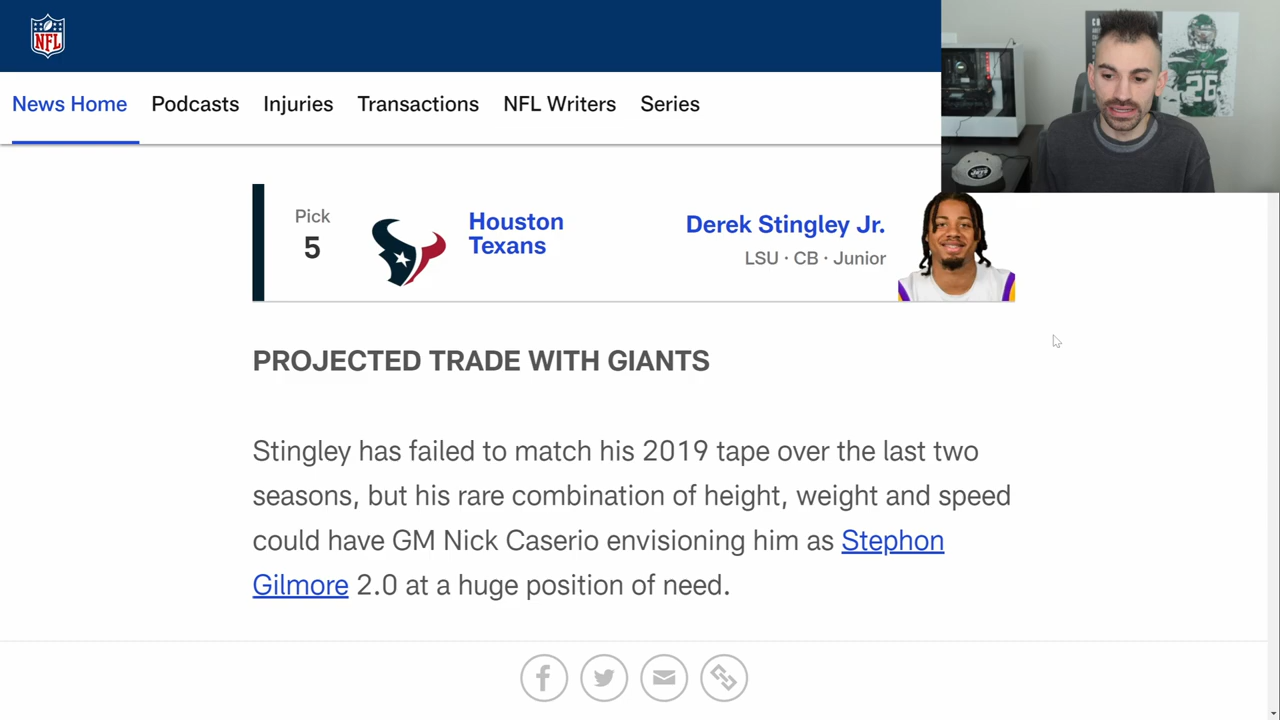 NFL
News Home Podcasts Injuries Transactions NFL Writers Series
Pick
5
Houston
Texans
Derek Stingley Jr.
LSU · CB · Junior
PROJECTED TRADE WITH GIANTS
Stingley has failed to match his 2019 tape over the last two
seasons, but his rare combination of height, weight and speed
could have GM Nick Caserio envisioning him as Stephon
Gilmore 2.0 at a huge position of need.
JETS
26